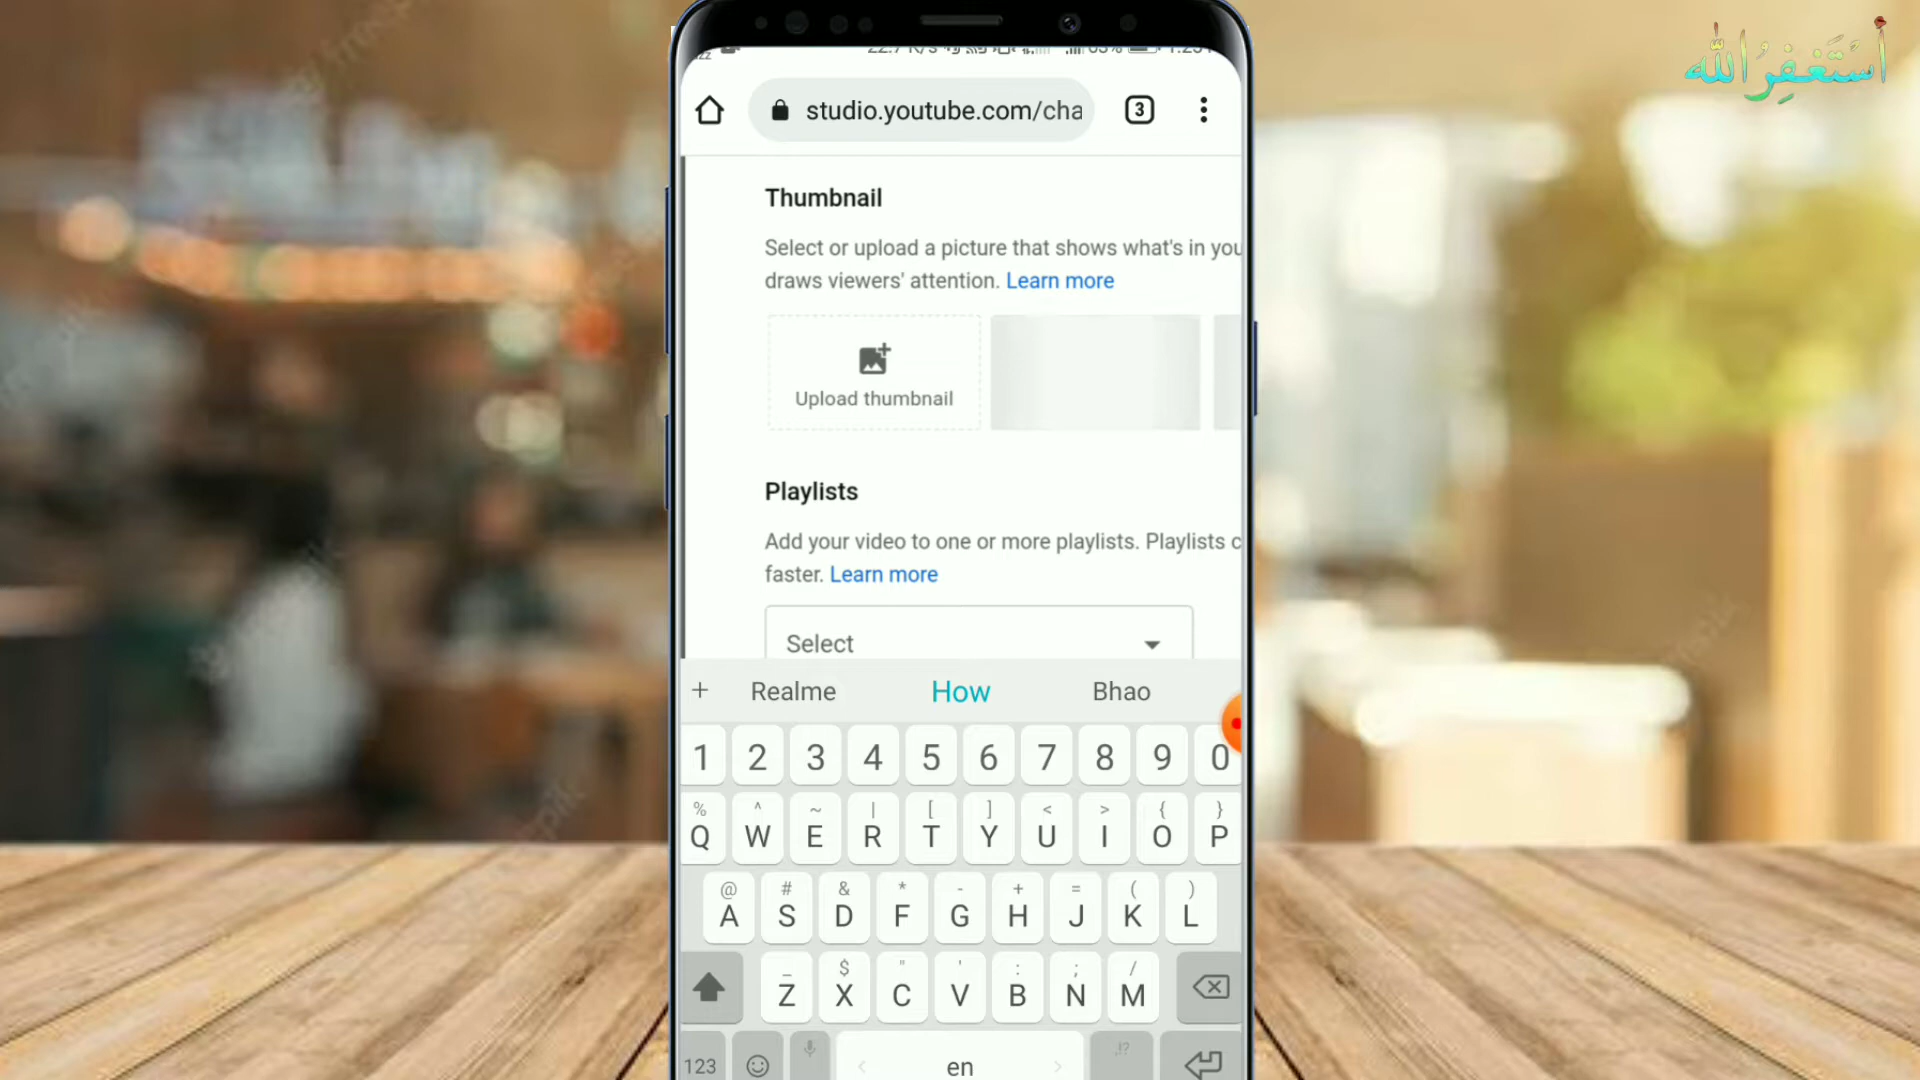 أَسْتَغفِرُ الله
studio.youtube.com/cha
3
Thumbnail
Select or upload a picture that shows what's in you
draws viewers' attention. Learn more
Upload thumbnail
Playlists
Add your video to one or more playlists. Playlists c
faster. Learn more
Select
+ Realme How Bhao
1 2 3 4 5 6 7 8 9 0
% ^ ~ | [ ] < > { }
Q W E R T Y U I O P
@ # & * - + = ( )
A S D F G H J K L
_ $ " ' : ; /
Z X C V B N M
.!?
123 < en >